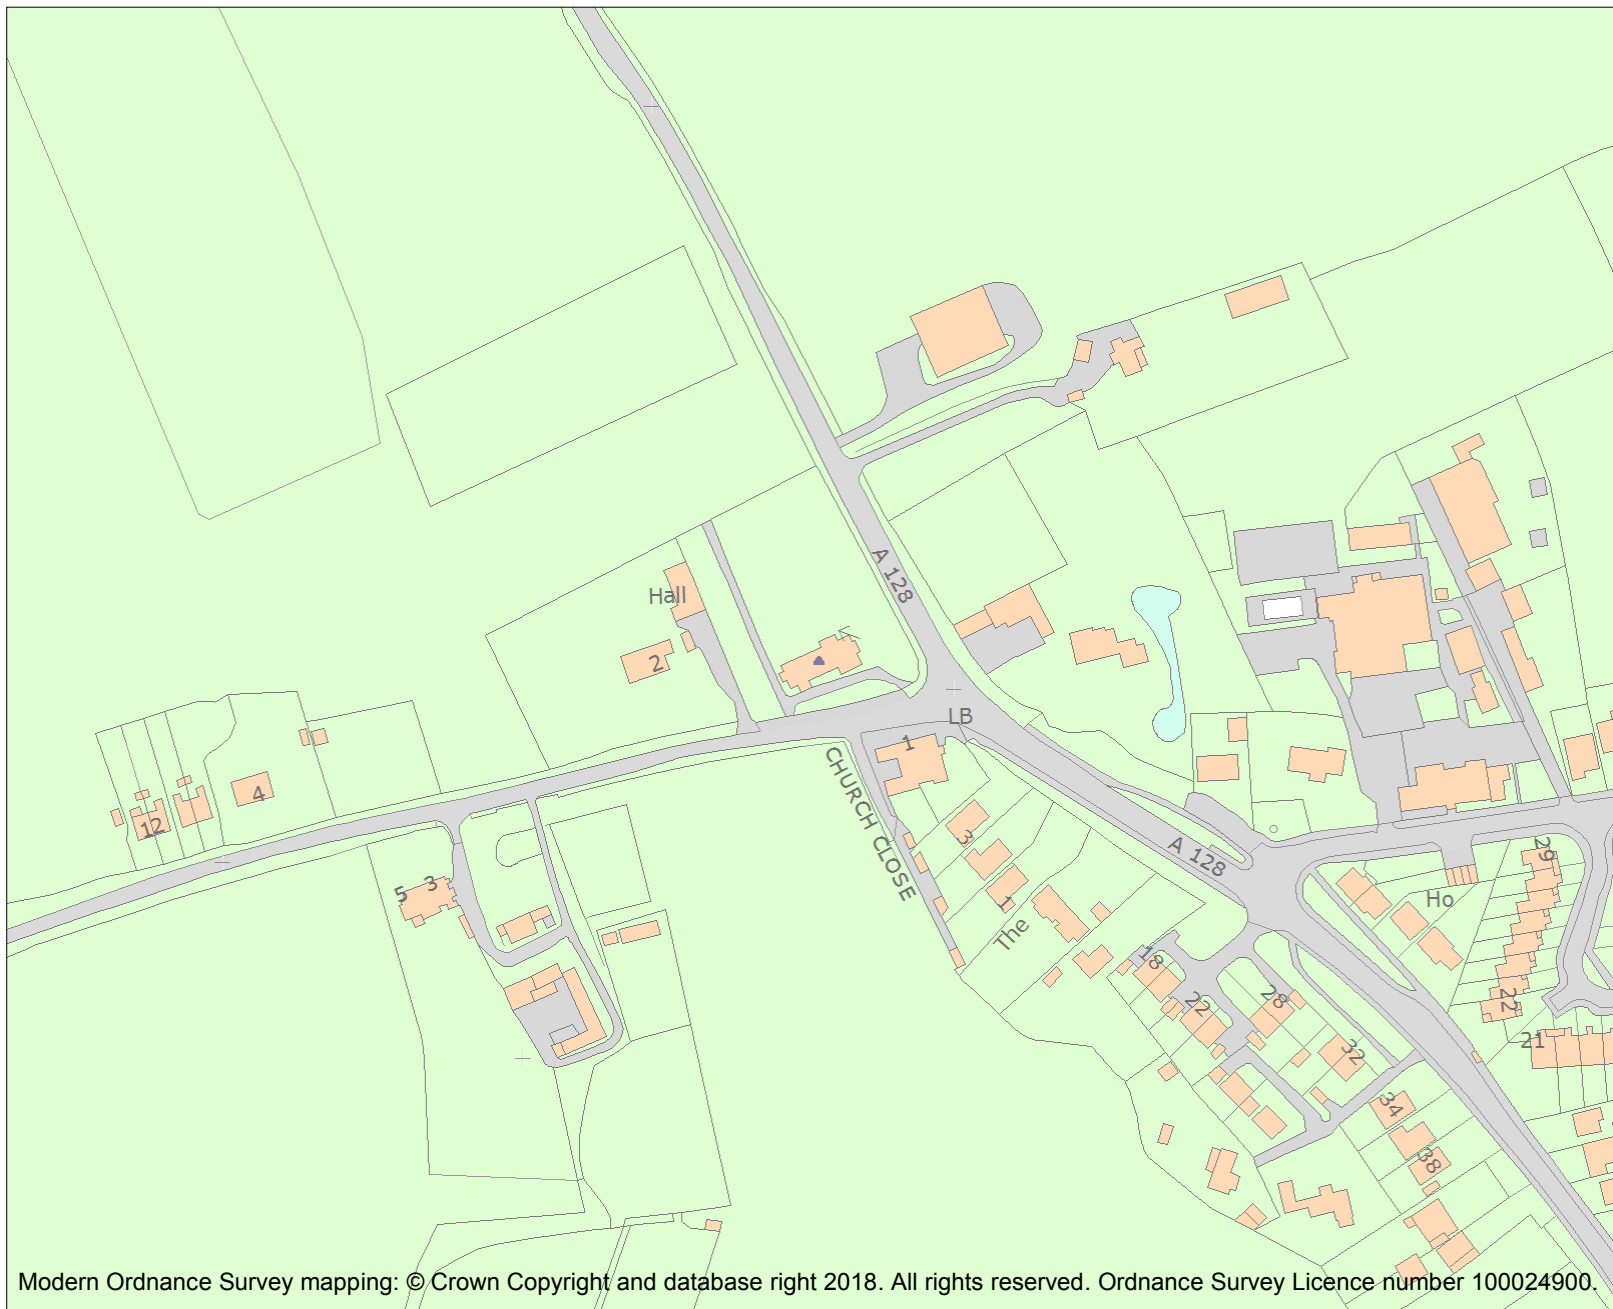 A 128
Hall
2
LB
1
CHURCH CLOSE
4
12
3
A 128
29
5
3
1
Ho
The
18
22
28
22
21
32
34
38
Modern Ordnance Survey mapping: © Crown Copyright and database right 2018. All rights reserved. Ordnance Survey Licence number 100024900.